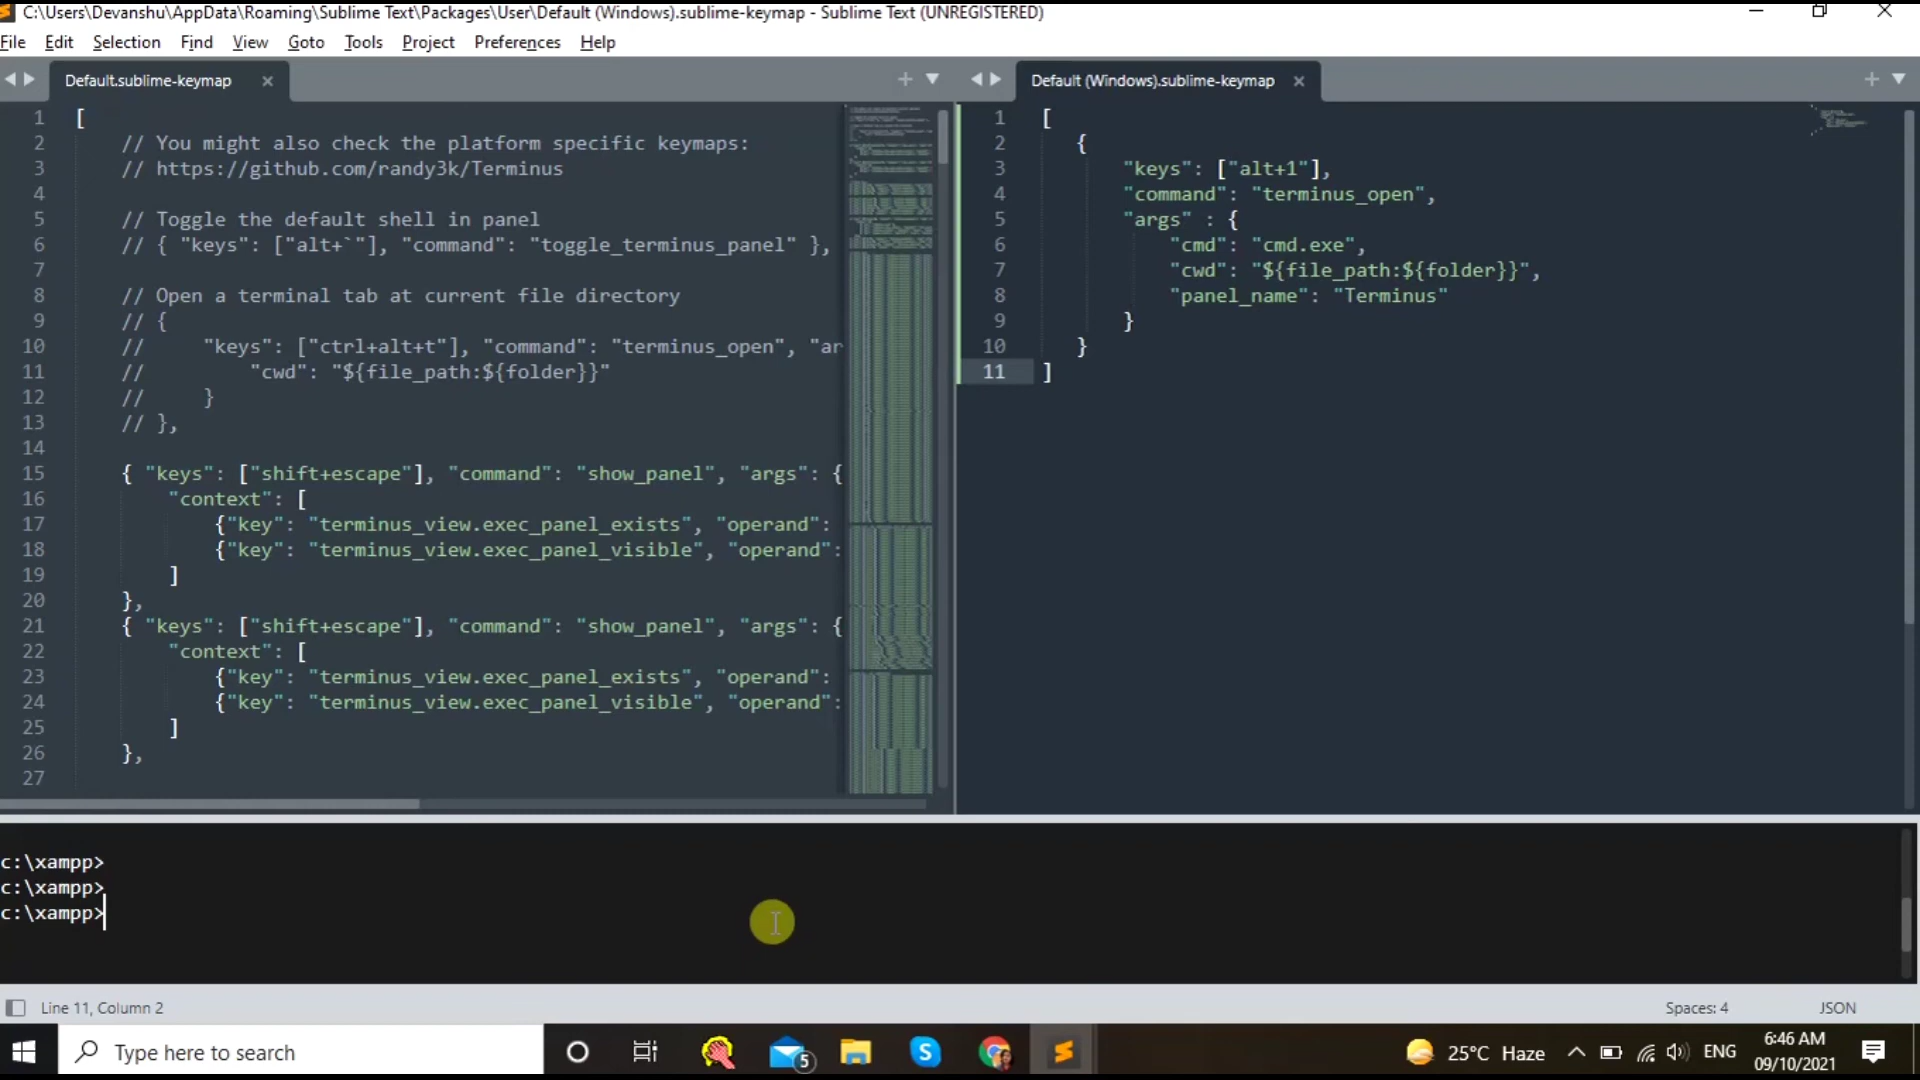 C:\Users\Devanshu\AppData\Roaming\Sublime Text\Packages\User\Default (Windows).sublime-keymap - Sublime Text (UNREGISTERED)
File Edit Selection Find View Goto Tools Project Preferences Help
Default.sublime-keymap
1 [
2 // You might also check the platform specific keymaps:
3 // https://github.com/randy3k/Terminus
4
5 // Toggle the default shell in panel
6 // { "keys": ["alt+`"], "command": "toggle_terminus_panel" },
7
8 // Open a terminal tab at current file directory
9 // {
10 // "keys": ["ctrl+alt+t"], "command": "terminus_open", "ar
11 // "cwd": "${file_path:${folder}}"
12 // }
13 // },
14
15 { "keys": ["shift+escape"], "command": "show_panel", "args": {
16 "context": [
17 {"key": "terminus_view.exec_panel_exists", "operand":
18 {"key": "terminus_view.exec_panel_visible", "operand":
19 ]
20 },
21 { "keys": ["shift+escape"], "command": "show_panel", "args": {
22 "context": [
23 {"key": "terminus_view.exec_panel_exists", "operand":
24 {"key": "terminus_view.exec_panel_visible", "operand":
25 ]
26 },
27
Default (Windows).sublime-keymap
1 [
2 {
3 "keys": ["alt+1"],
4 "command": "terminus_open",
5 "args" : {
6 "cmd": "cmd.exe",
7 "cwd": "${file_path:${folder}}",
8 "panel_name": "Terminus"
9 }
10 }
11 ]
c:\xampp>
c:\xampp>
c:\xampp>
Line 11, Column 2
Spaces: 4
JSON
Type here to search
5
25°C Haze
ENG
6:46 AM
09/10/2021